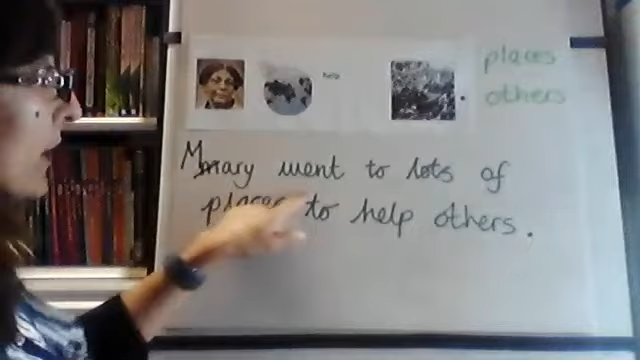 help
places
others
Mary went to lots of
places to help others.